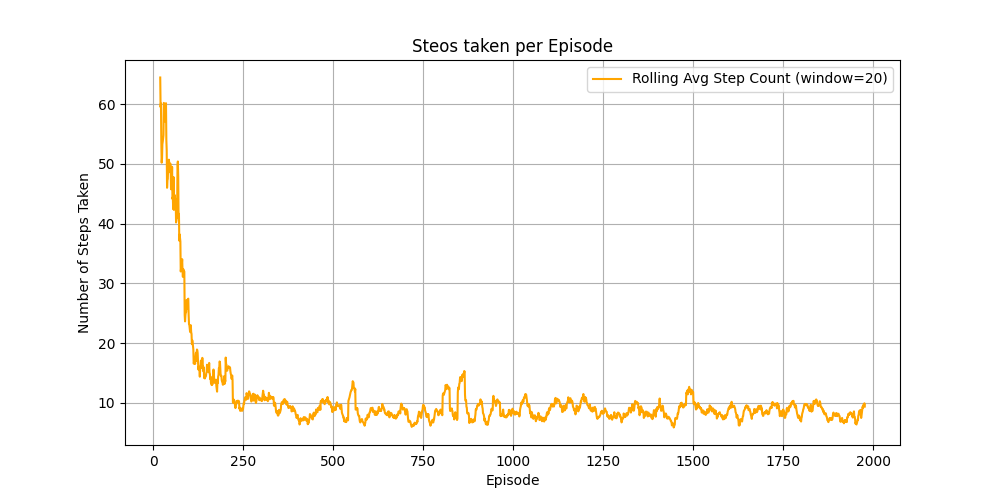 Steos taken per Episode
Rolling Avg Step Count (window=20)
Number of Steps Taken
60
50
40
30
20
10
0 250 500 750 1000 1250 1500 1750 2000
Episode